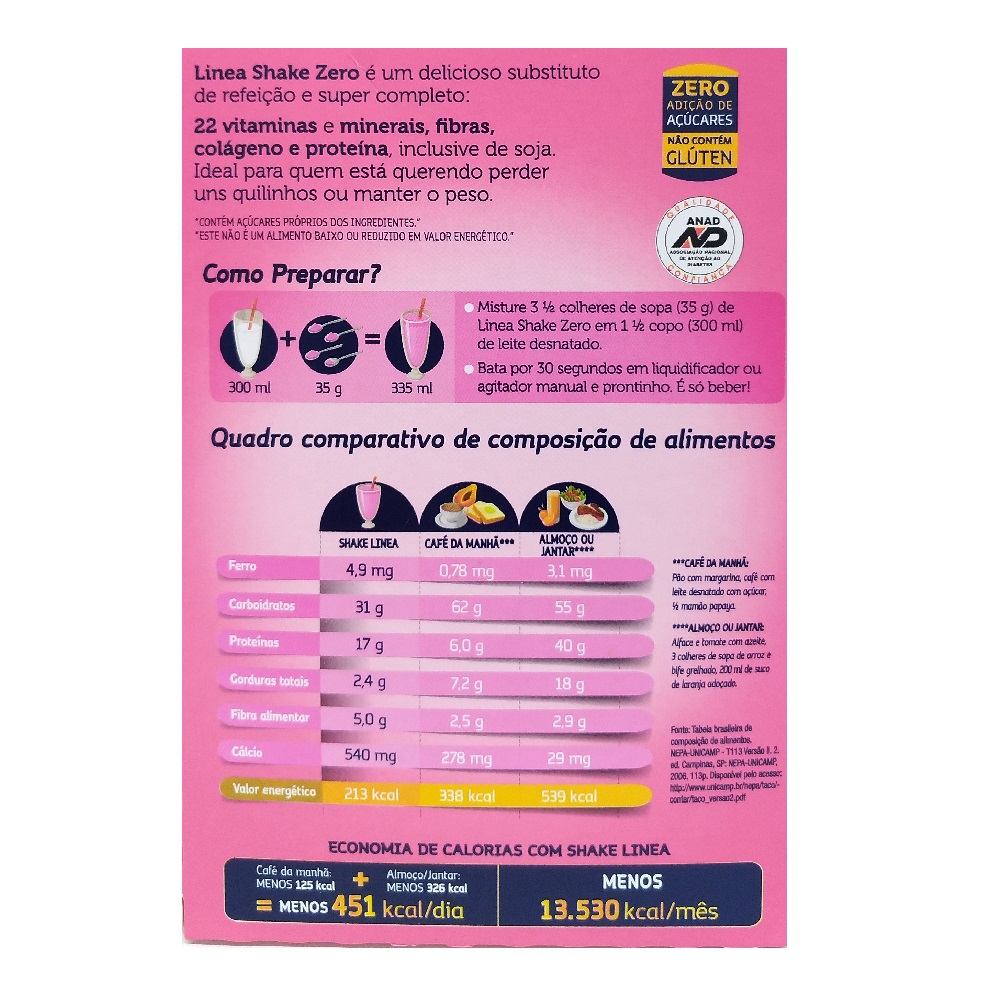 Linea Shake Zero é um delicioso substituto
de refeição e super completo:
22 vitaminas e minerais, fibras,
colágeno e proteína, inclusive de soja.
Ideal para quem está querendo perder
uns quilinhos ou manter o peso.
"CONTÉM AÇÚCARES PRÓPRIOS DOS INGREDIENTES."
"ESTE NÃO É UM ALIMENTO BAIXO OU REDUZIDO EM VALOR ENERGÉTICO."
ZERO
ADIÇÃO DE
AÇÚCARES
NÃO CONTÉM
GLÚTEN
QUALIDADE
ANAD
ASSOCIAÇÃO NACIONAL
DE ATENÇÃO AO
DIABETES
CONFIANÇA
Como Preparar?
300 ml
+
35 g
=
335 ml
Misture 3 ½ colheres de sopa (35 g) de
Linea Shake Zero em 1 ½ copo (300 ml)
de leite desnatado.
Bata por 30 segundos em liquidificador ou
agitador manual e prontinho. É só beber!
Quadro comparativo de composição de alimentos
SHAKE LINEA CAFÉ DA MANHÃ*** ALMOÇO OU JANTAR****
Ferro 4,9 mg 0,78 mg 3,1 mg
Carboidratos 31 g 62 g 55 g
Proteínas 17 g 6,0 g 40 g
Gorduras totais 2,4 g 7,2 g 18 g
Fibra alimentar 5,0 g 2,5 g 2,9 g
Cálcio 540 mg 278 mg 29 mg
Valor energético 213 kcal 338 kcal 539 kcal
***CAFÉ DA MANHÃ:
Pão com margarina, café com
leite desnatado com açúcar,
½ mamão papaya.
****ALMOÇO OU JANTAR:
Alface e tomate com azeite,
3 colheres de sopa de arroz e
bife grelhado, 200 ml de suco
de laranja adoçado.
Fonte: Tabela brasileira de
composição de alimentos.
NEPA-UNICAMP - T113 Versão II. 2.
ed. Campinas, SP: NEPA-UNICAMP,
2006, 113p. Disponível pelo acesso:
http://www.unicamp.br/nepa/taco/-
contar/taco_versao2.pdf
ECONOMIA DE CALORIAS COM SHAKE LINEA
Café da manhã:
MENOS 125 kcal
+
Almoço/Jantar:
MENOS 326 kcal
= MENOS 451 kcal/dia
MENOS
13.530 kcal/mês